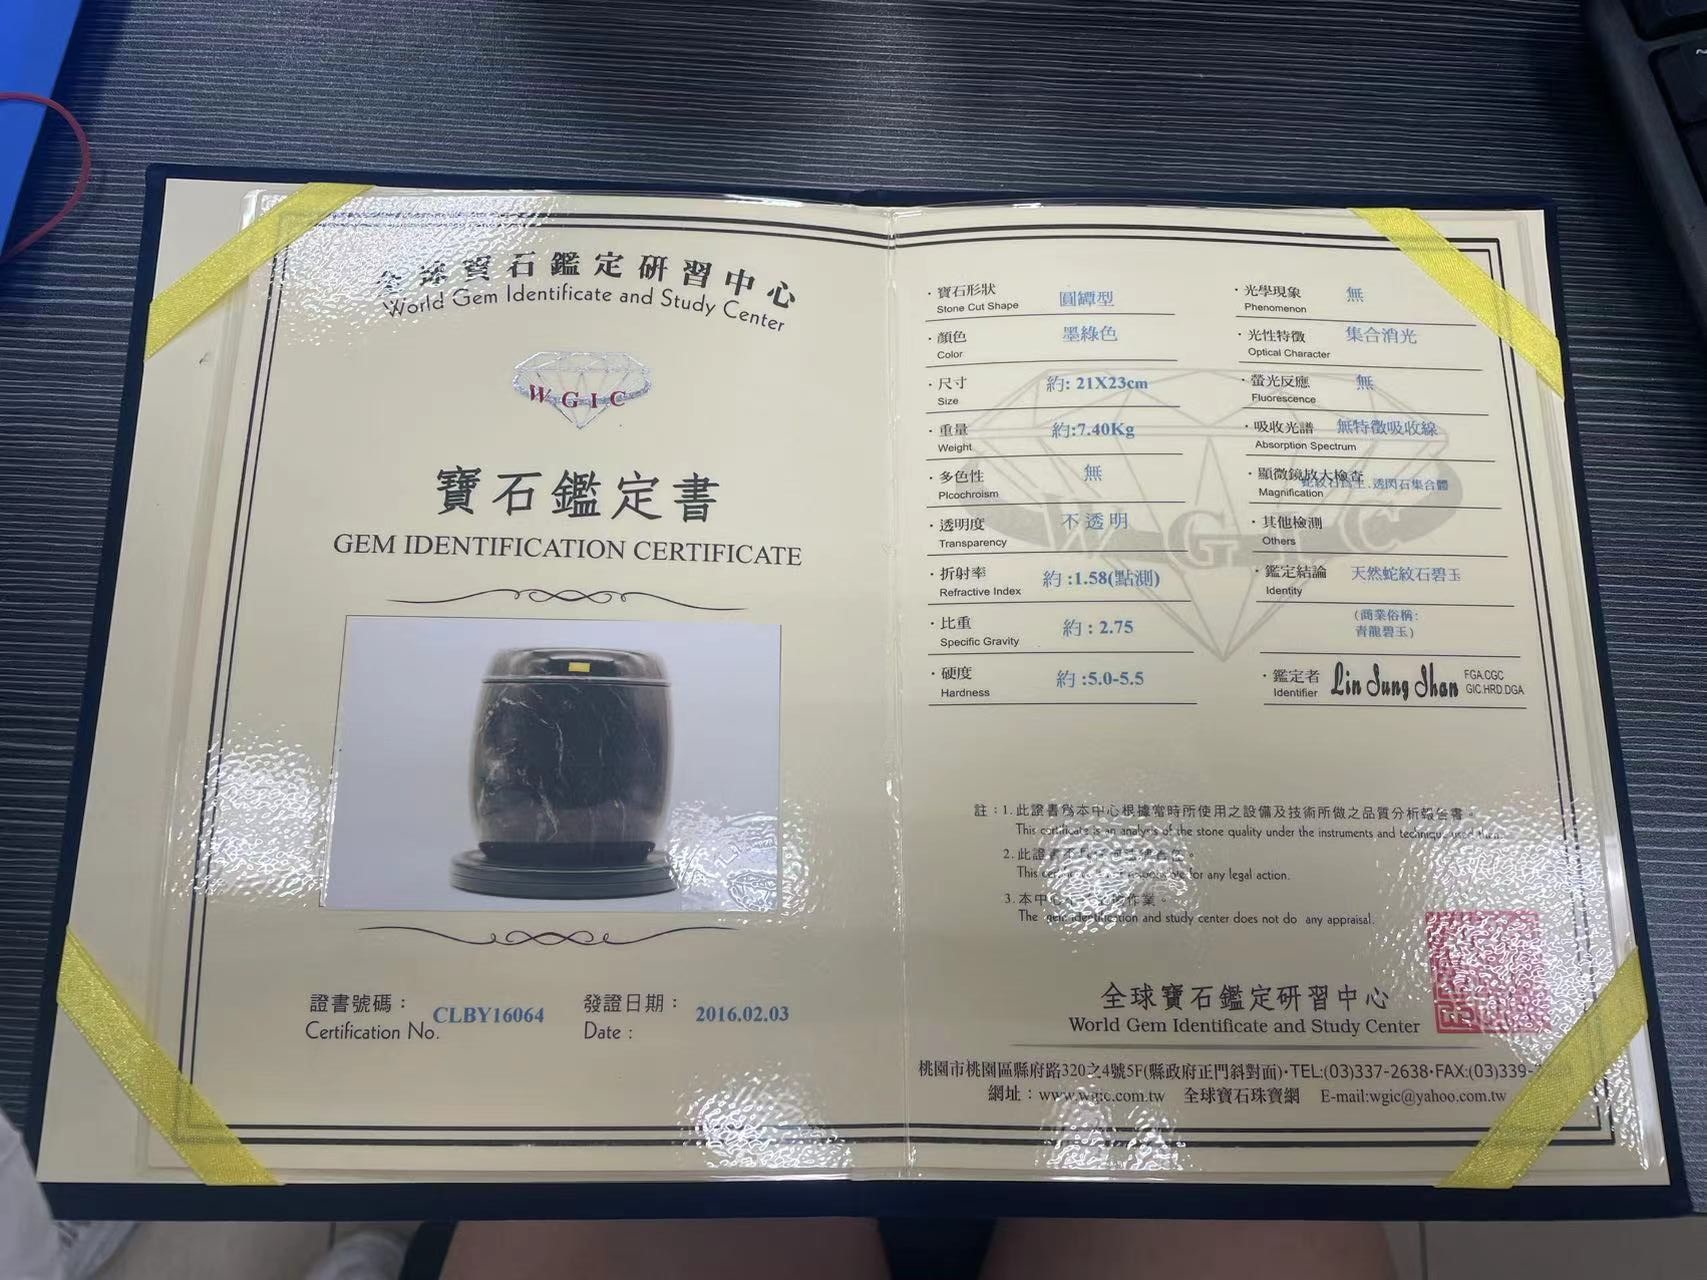 全球寶石鑑定研習中心
World Gem Identificate and Study Center
WGIC
寶石鑑定書
GEM IDENTIFICATION CERTIFICATE
證書號碼：
Certification No.
CLBY16064
發證日期：
Date :
2016.02.03
·寶石形狀 圓罈型
Stone Cut Shape
·顏色 墨綠色
Color
·尺寸 約: 21X23cm
Size
·重量 約:7.40Kg
Weight
·多色性 無
Plcochroism
·透明度 不透明
Transparency
·折射率 約:1.58(點測)
Refractive Index
·比重 約: 2.75
Specific Gravity
·硬度 約:5.0-5.5
Hardness
·光學現象 無
Phenomenon
·光性特徵 集合消光
Optical Character
·螢光反應 無
Fluorescence
·吸收光譜 無特徵吸收線
Absorption Spectrum
·顯微鏡放大檢查
Magnification
蛇紋石為主.透閃石集合體
·其他檢測
Others
·鑑定結論 天然蛇紋石碧玉
Identity
(商業俗稱:
青龍碧玉)
·鑑定者 Lin Sung Shan FGA.CGC
Identifier GIC.HRD.DGA
WGIC
註：1.此證書為本中心根據當時所使用之設備及技術所做之品質分析報告書。
This certificate is an analysis of the stone quality under the instruments and technique used then.
2.此證書不
This for any legal action.
3.本中心 作業。
The gem identification and study center does not do any appraisal.
全球寶石鑑定研習中心
World Gem Identificate and Study Center
桃園市桃園區縣府路320之4號5F(縣政府正門斜對面)·TEL:(03)337-2638·FAX:(03)339-
網址：www.wgic.com.tw 全球寶石珠寶網 E-mail:wgic@yahoo.com.tw